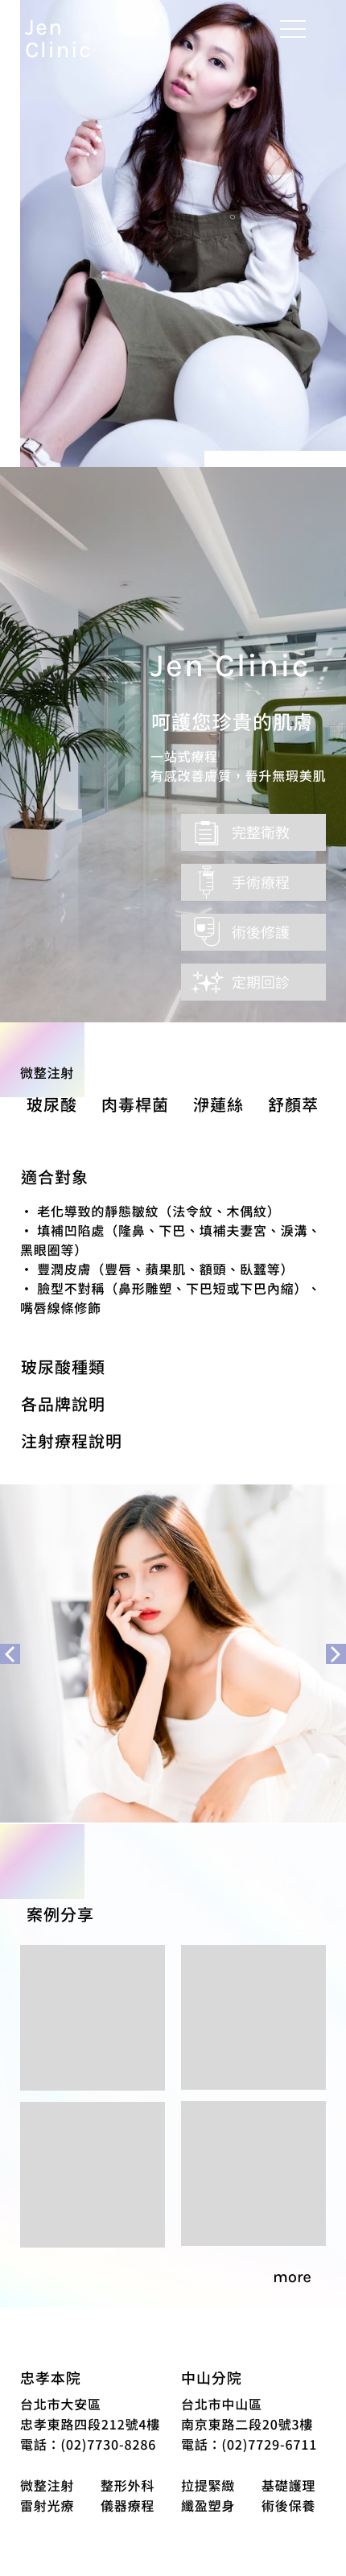 Jen
Clinic
Jen Clinic
呵護您珍貴的肌膚
一站式療程
有感改善膚質，晉升無瑕美肌
完整衛教
手術療程
術後修護
定期回診
微整注射
玻尿酸 肉毒桿菌 洢蓮絲 舒顏萃
適合對象
• 老化導致的靜態皺紋（法令紋、木偶紋）
• 填補凹陷處（隆鼻、下巴、填補夫妻宮、淚溝、
黑眼圈等）
• 豐潤皮膚（豐唇、蘋果肌、額頭、臥蠶等）
• 臉型不對稱（鼻形雕塑、下巴短或下巴內縮）、
嘴唇線條修飾
玻尿酸種類
各品牌說明
注射療程說明
案例分享
more
忠孝本院
台北市大安區
忠孝東路四段212號4樓
電話：(02)7730-8286
中山分院
台北市中山區
南京東路二段20號3樓
電話：(02)7729-6711
微整注射 整形外科 拉提緊緻 基礎護理
雷射光療 儀器療程 纖盈塑身 術後保養